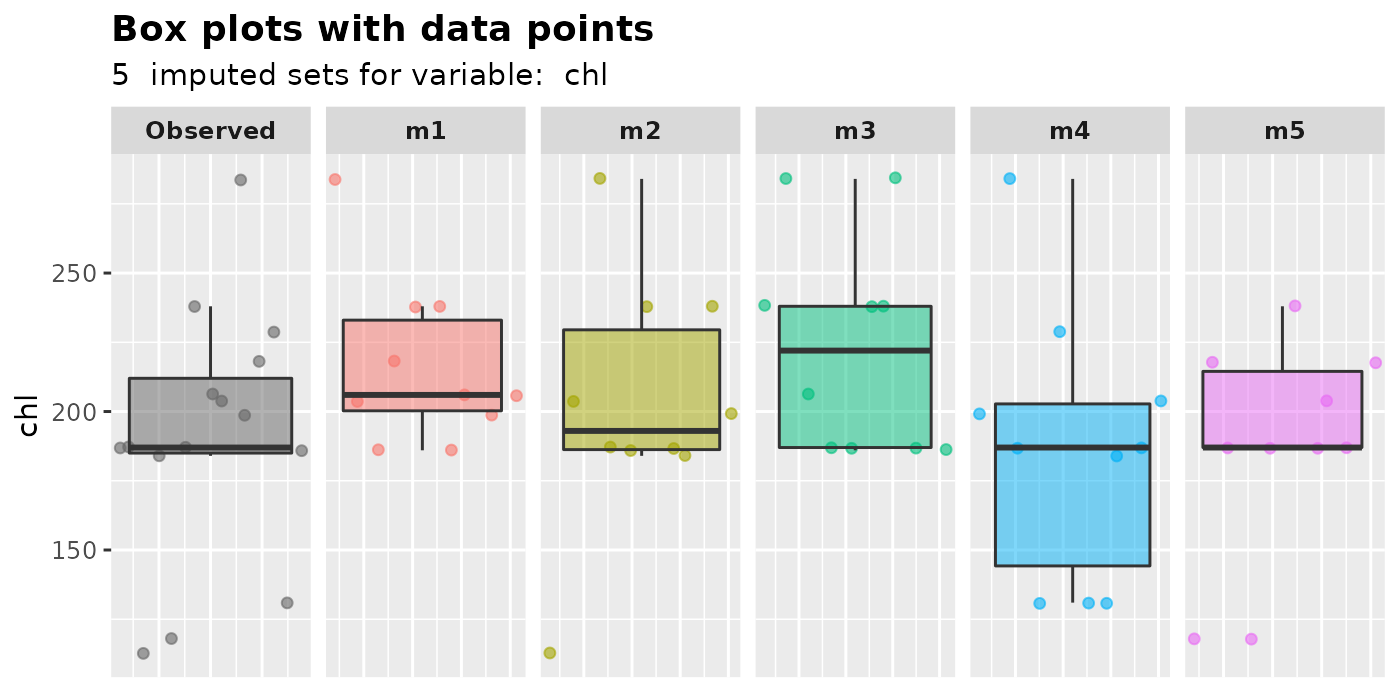 Box plots with data points
5  imputed sets for variable:  chl
Observed m1 m2 m3 m4 m5
250
200
150
chl